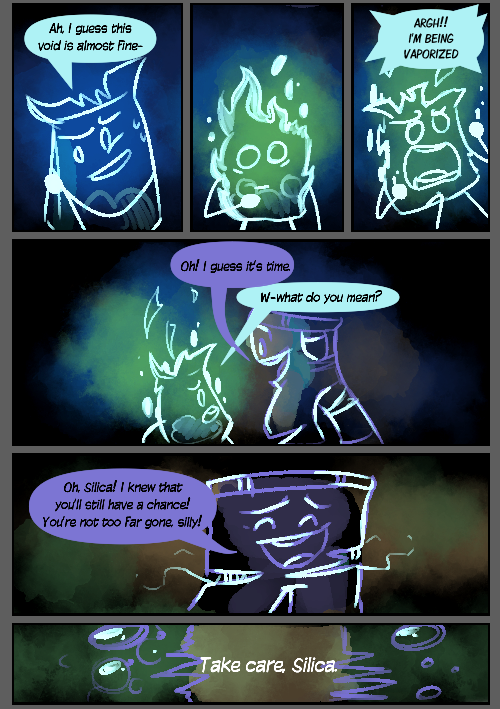 Ah, I guess this
void is almost fine-
ARGH!!
I'M BEING
VAPORIZED
Oh! I guess it's time.
W-what do you mean?
Oh, Silica! I knew that
you'll still have a chance!
You're not too far gone, silly!
Take care, Silica.